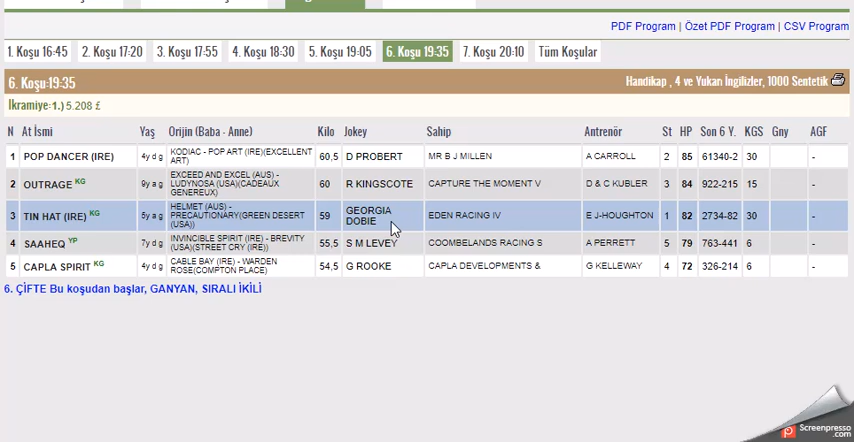 PDF Program | Özet PDF Program | CSV Program
1. Koşu 16:45 2. Koşu 17:20 3. Koşu 17:55 4. Koşu 18:30 5. Koşu 19:05 6. Koşu 19:35 7. Koşu 20:10 Tüm Koşular
6. Koşu:19:35 Handikap , 4 ve Yukarı İngilizler, 1000 Sentetik
İkramiye:1.) 5.208 £
N At İsmi Yaş Orijin (Baba - Anne) Kilo Jokey Sahip Antrenör St HP Son 6 Y. KGS Gny AGF
1 POP DANCER (IRE) 4y d g KODIAC - POP ART (IRE)(EXCELLENT ART) 60,5 D PROBERT MR B J MILLEN A CARROLL 2 85 61340-2 30 -
2 OUTRAGE KG 9y a g EXCEED AND EXCEL (AUS) - LUDYNOSA (USA)(CADEAUX GENEREUX) 60 R KINGSCOTE CAPTURE THE MOMENT V D & C KUBLER 3 84 922-215 15 -
3 TIN HAT (IRE) KG 5y a g HELMET (AUS) - PRECAUTIONARY(GREEN DESERT (USA)) 59 GEORGIA DOBIE EDEN RACING IV E J-HOUGHTON 1 82 2734-82 30 -
4 SAAHEQ YP 7y d g INVINCIBLE SPIRIT (IRE) - BREVITY (USA)(STREET CRY (IRE)) 55,5 S M LEVEY COOMBELANDS RACING S A PERRETT 5 79 763-441 6 -
5 CAPLA SPIRIT KG 4y d g CABLE BAY (IRE) - WARDEN ROSE(COMPTON PLACE) 54,5 G ROOKE CAPLA DEVELOPMENTS & G KELLEWAY 4 72 326-214 6 -
6. ÇİFTE Bu koşudan başlar, GANYAN, SIRALI İKİLİ
Screenpresso
.com